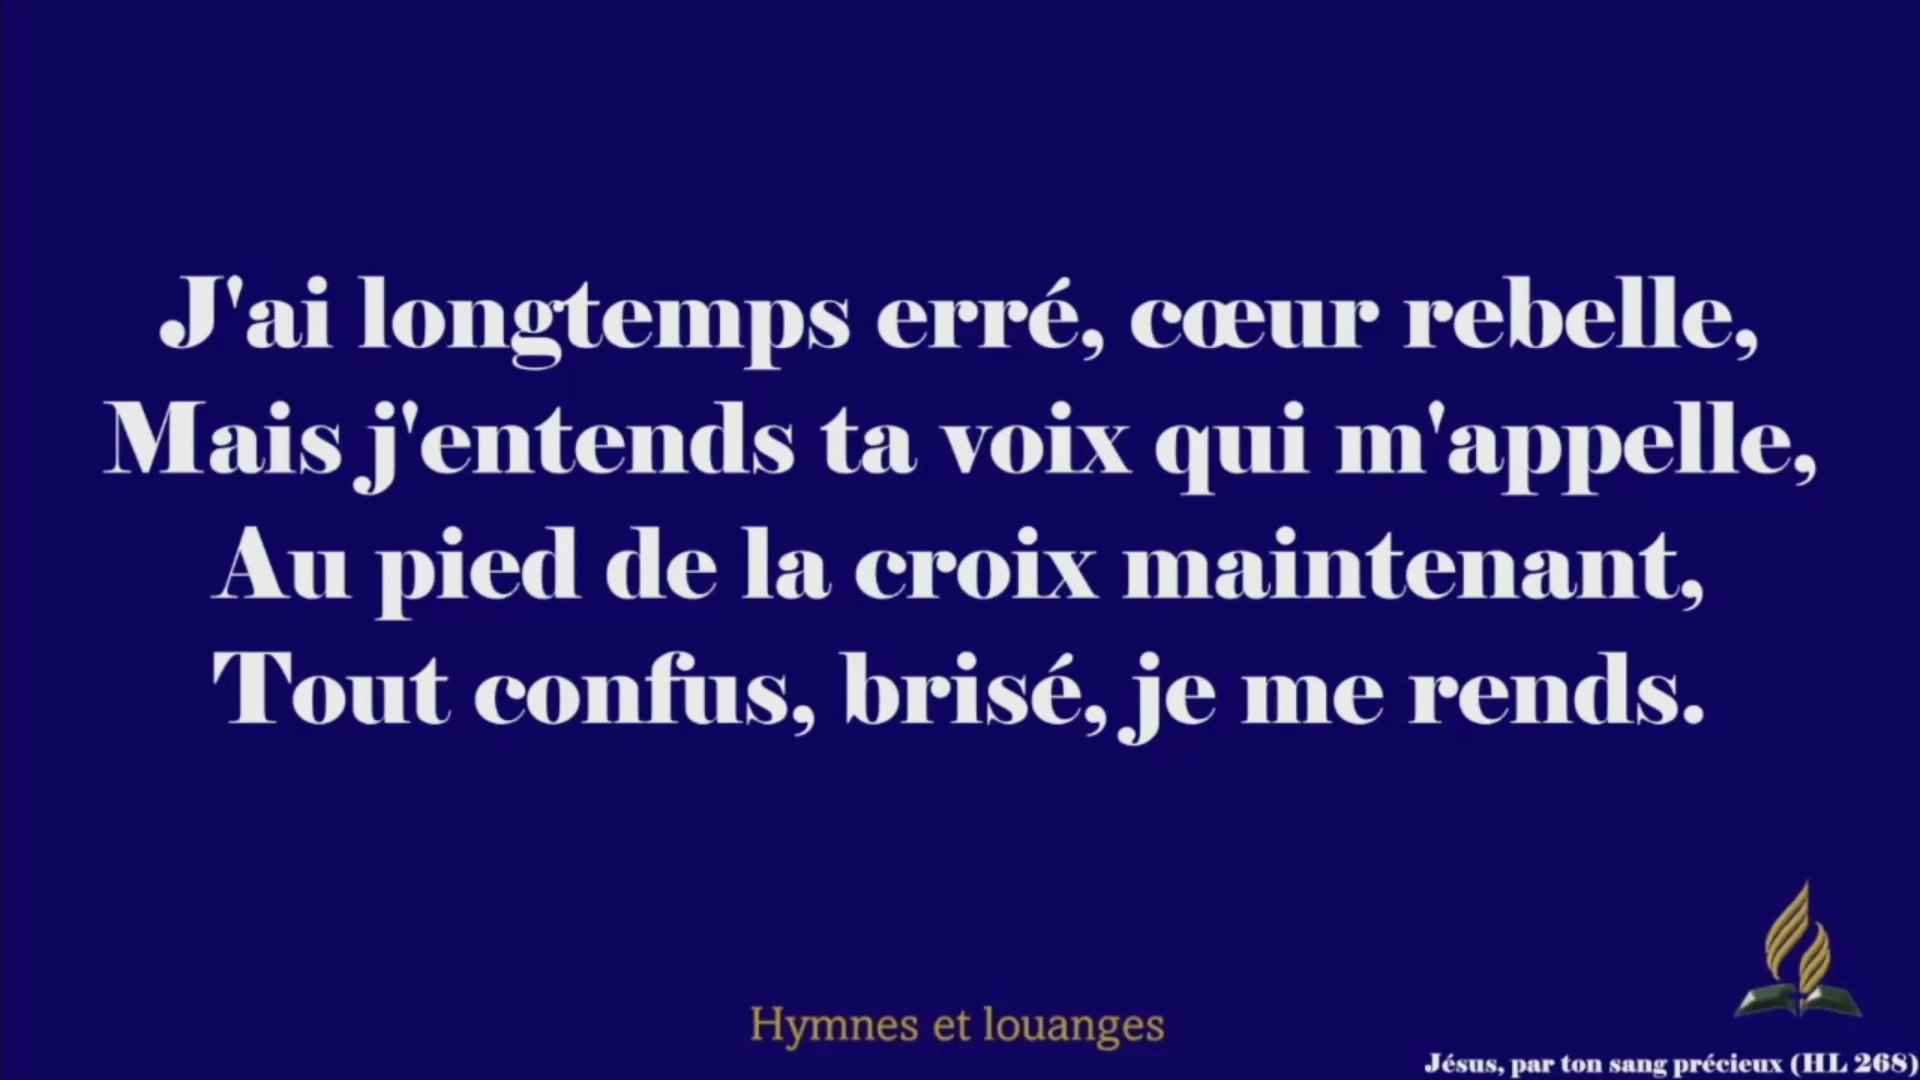 J'ai longtemps erré, cœur rebelle,
Mais j'entends ta voix qui m'appelle,
Au pied de la croix maintenant,
Tout confus, brisé, je me rends.
Hymnes et louanges
Jésus, par ton sang précieux (HL 268)